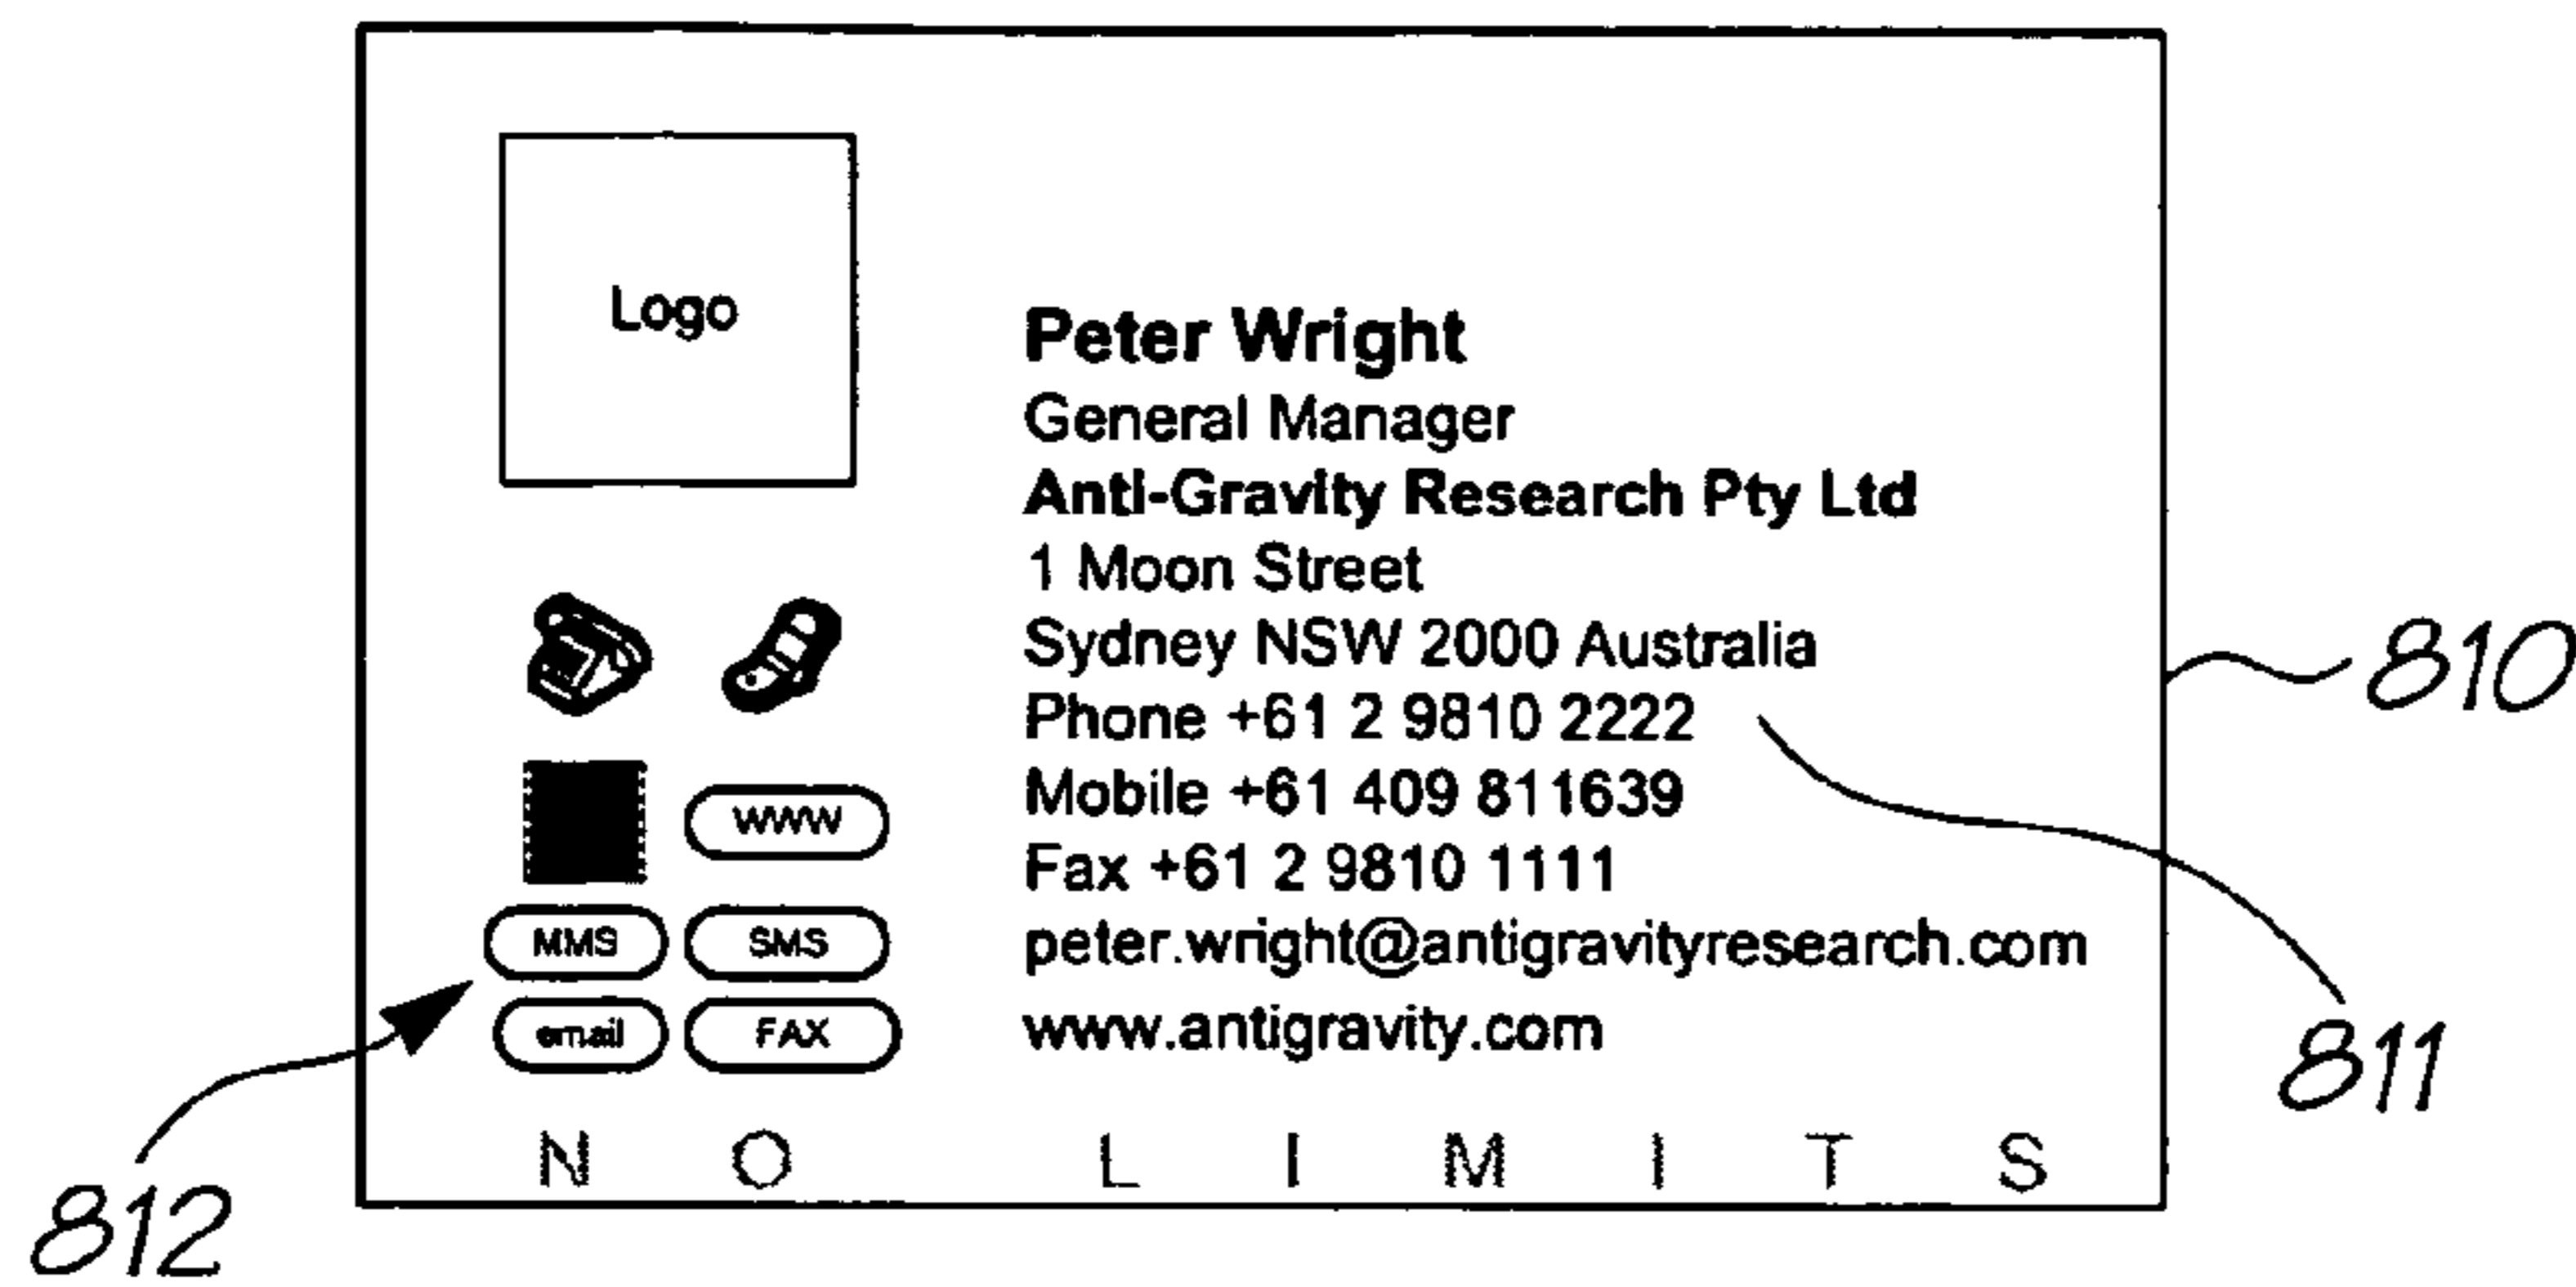 Logo
Peter Wright
General Manager
Anti-Gravity Research Pty Ltd
1 Moon Street
Sydney NSW 2000 Australia
Phone +61 2 9810 2222
Mobile +61 409 811639
Fax +61 2 9810 1111
peter.wright@antigravityresearch.com
www.antigravity.com
WWW
MMS SMS
email FAX
NO LIMITS
810
811
812